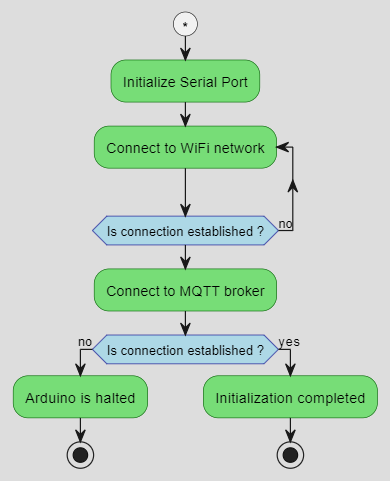 *
Initialize Serial Port
Connect to WiFi network
no
Is connection established ?
Connect to MQTT broker
no
Is connection established ?
yes
Arduino is halted
Initialization completed